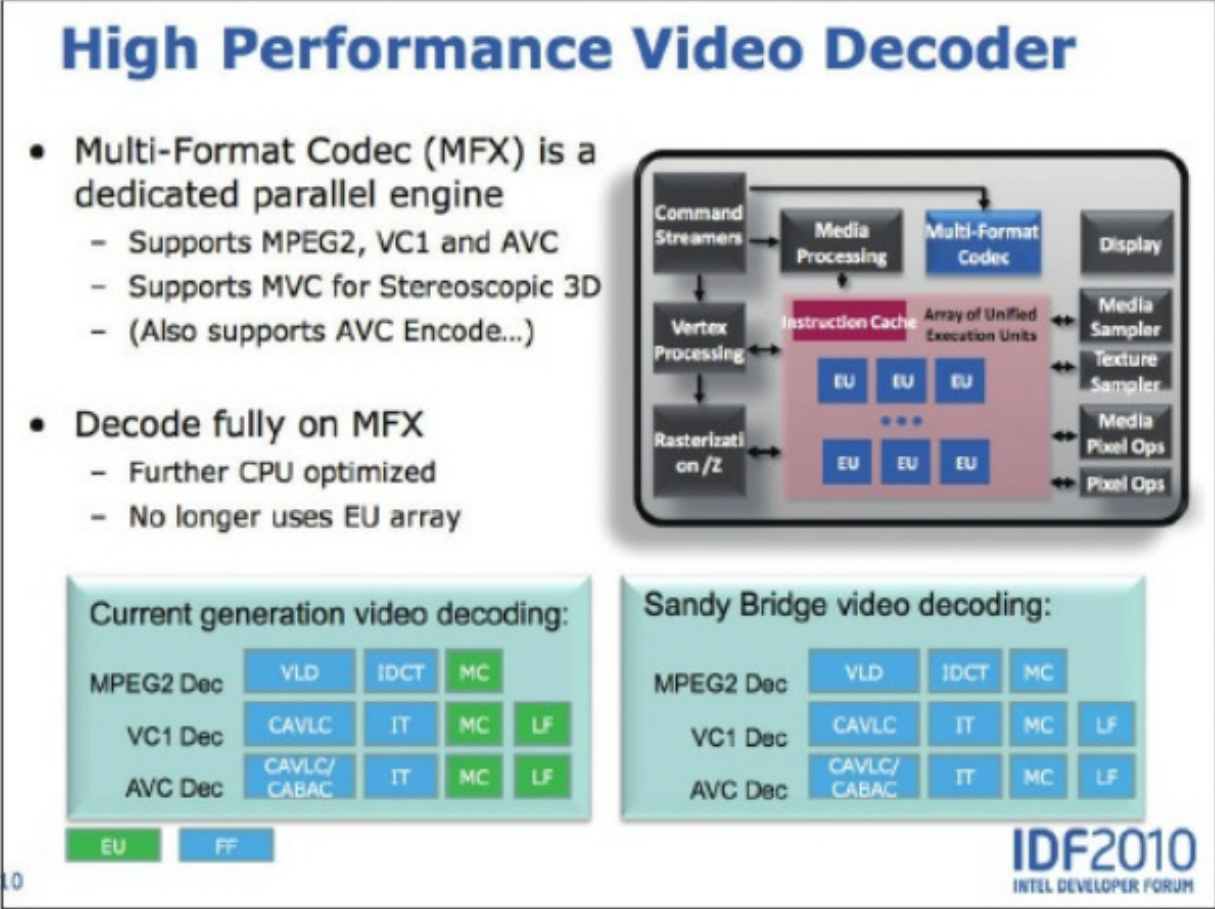 High Performance Video Decoder
• Multi-Format Codec (MFX) is a
dedicated parallel engine
– Supports MPEG2, VC1 and AVC
– Supports MVC for Stereoscopic 3D
– (Also supports AVC Encode...)
• Decode fully on MFX
– Further CPU optimized
– No longer uses EU array
Command
Streamers
Media
Processing
Multi-Format
Codec
Display
Vertex
Processing
Instruction Cache
Array of Unified
Execution Units
Media
Sampler
Texture
Sampler
EU EU EU
•••
EU EU EU
Rasterizati
on /Z
Media
Pixel Ops
Pixel Ops
Current generation video decoding:
MPEG2 Dec VLD IDCT MC
VC1 Dec CAVLC IT MC LF
AVC Dec CAVLC/
CABAC IT MC LF
EU FF
Sandy Bridge video decoding:
MPEG2 Dec VLD IDCT MC
VC1 Dec CAVLC IT MC LF
AVC Dec CAVLC/
CABAC IT MC LF
10
IDF2010
INTEL DEVELOPER FORUM